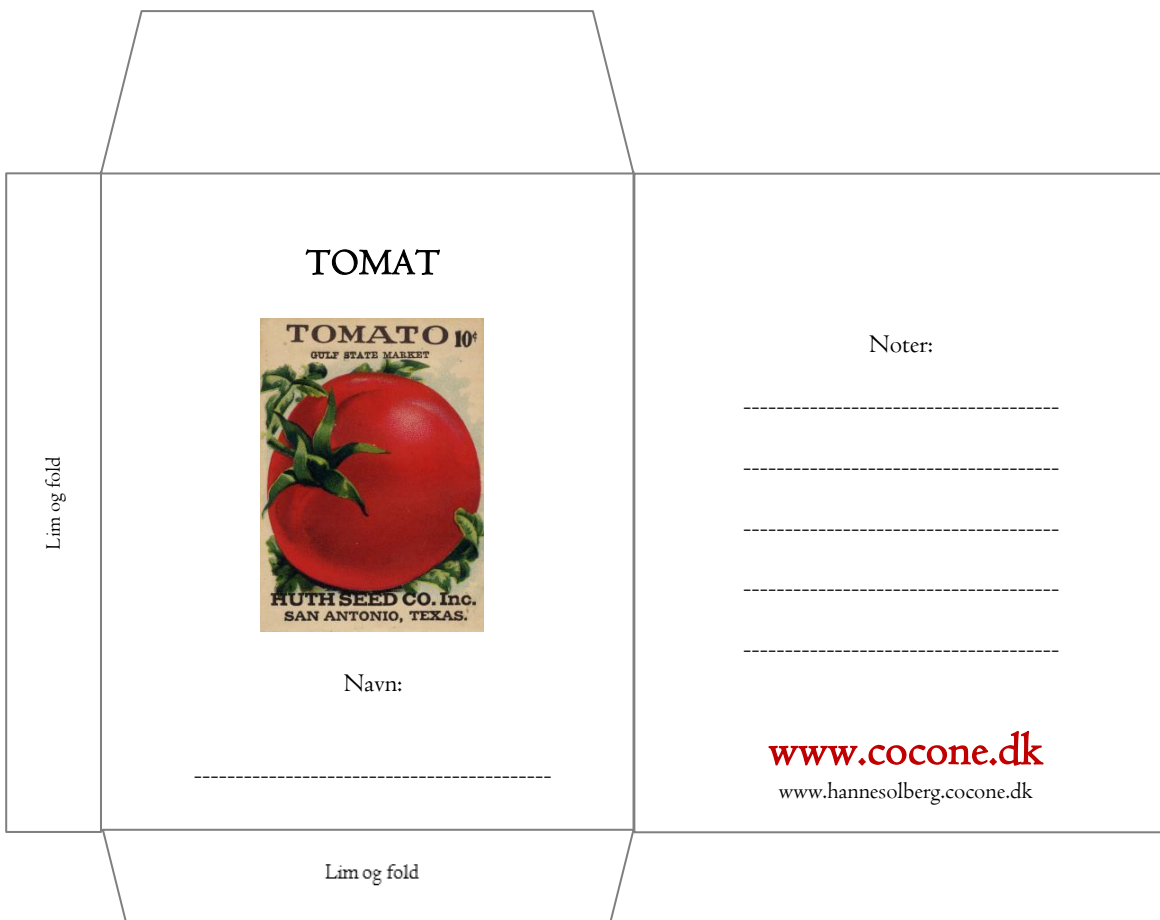 TOMAT
TOMATO 10¢
GULF STATE MARKET
HUTH SEED CO. Inc.
SAN ANTONIO, TEXAS.
Navn:
Lim og fold
Lim og fold
Noter:
www.cocone.dk
www.hannesolberg.cocone.dk